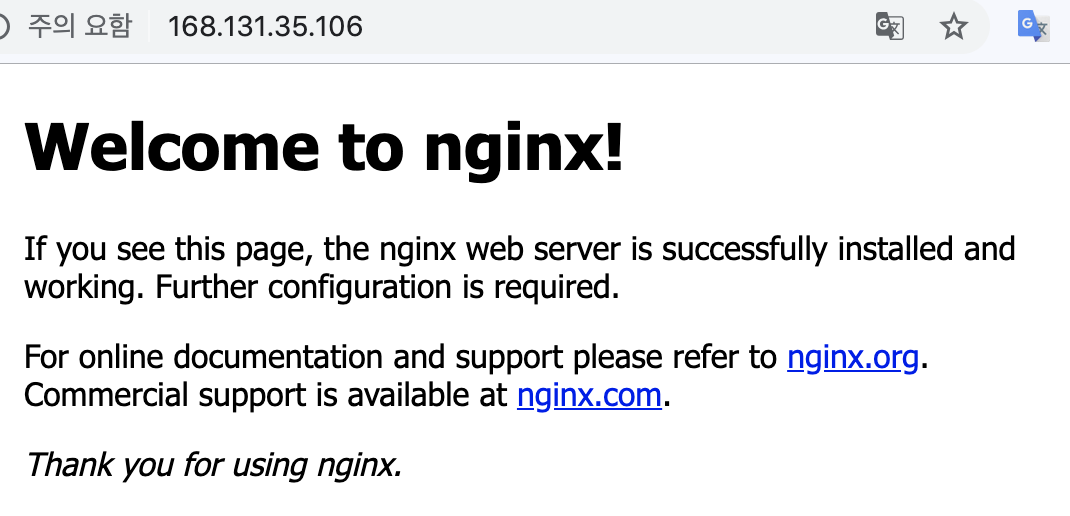 주의 요함 168.131.35.106
Welcome to nginx!
If you see this page, the nginx web server is successfully installed and
working. Further configuration is required.
For online documentation and support please refer to nginx.org.
Commercial support is available at nginx.com.
Thank you for using nginx.